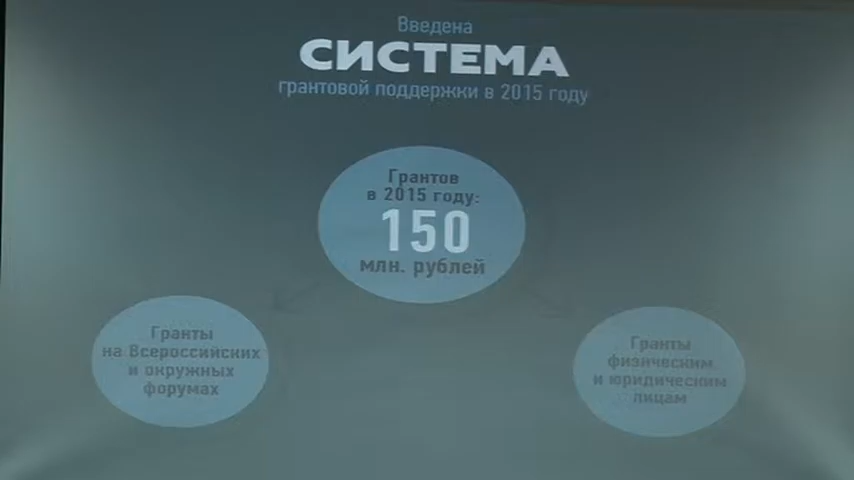 Введена
СИСТЕМА
грантовой поддержки в 2015 году
Грантов
в 2015 году:
150
млн. рублей
Гранты
на Всероссийских
и окружных
форумах
Гранты
физическим
и юридическим
лицам